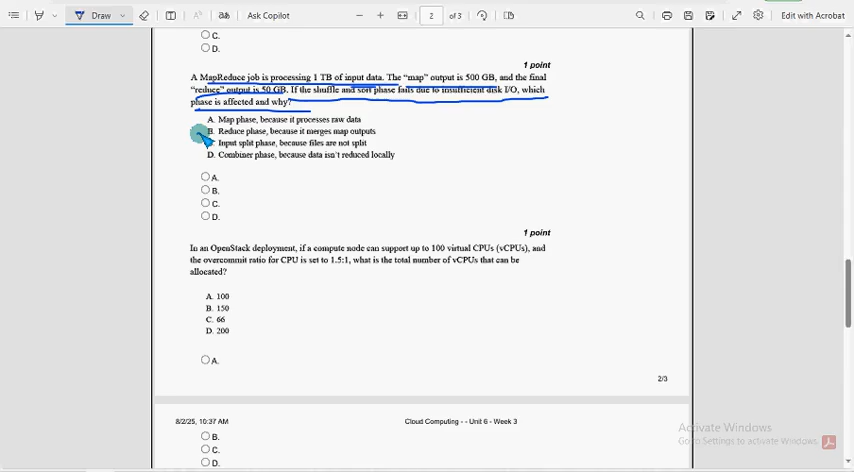 Draw
Ask Copilot
2
of 3
Edit with Acrobat
C.
D.
1 point
A MapReduce job is processing 1 TB of input data. The "map" output is 500 GB, and the final
"reduce" output is 50 GB. If the shuffle and sort phase fails due to insufficient disk I/O, which
phase is affected and why?
A. Map phase, because it processes raw data
B. Reduce phase, because it merges map outputs
Input split phase, because files are not split
D. Combiner phase, because data isn't reduced locally
A.
B.
C.
D.
1 point
In an OpenStack deployment, if a compute node can support up to 100 virtual CPUs (vCPUs), and
the overcommit ratio for CPU is set to 1.5:1, what is the total number of vCPUs that can be
allocated?
A. 100
B. 150
C. 66
D. 200
A.
2/3
8/2/25, 10:37 AM
Cloud Computing - - Unit 6 - Week 3
B.
C.
D.
Activate Windows
Go to Settings to activate Windows.